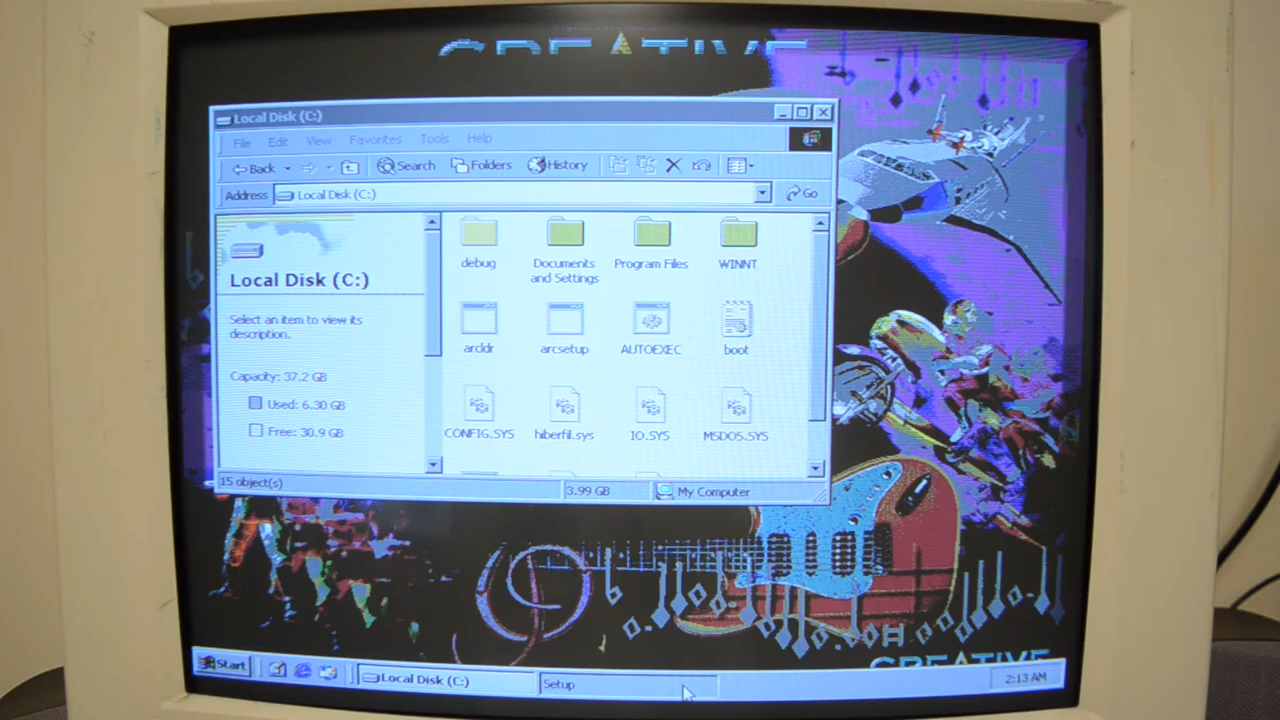 CREATIVE
Local Disk (C:)
File Edit View Favorites Tools Help
Back Search Folders History
Address Local Disk (C:) Go
Local Disk (C:)
Select an item to view its
description.
Capacity: 37.2 GB
Used: 6.30 GB
Free: 30.9 GB
debug Documents Program Files WINNT
and Settings
arcldr arcsetup AUTOEXEC boot
CONFIG.SYS hiberfil.sys IO.SYS MSDOS.SYS
15 object(s) 3.99 GB My Computer
CREATIVE
Start Local Disk (C:) Setup 2:13 AM